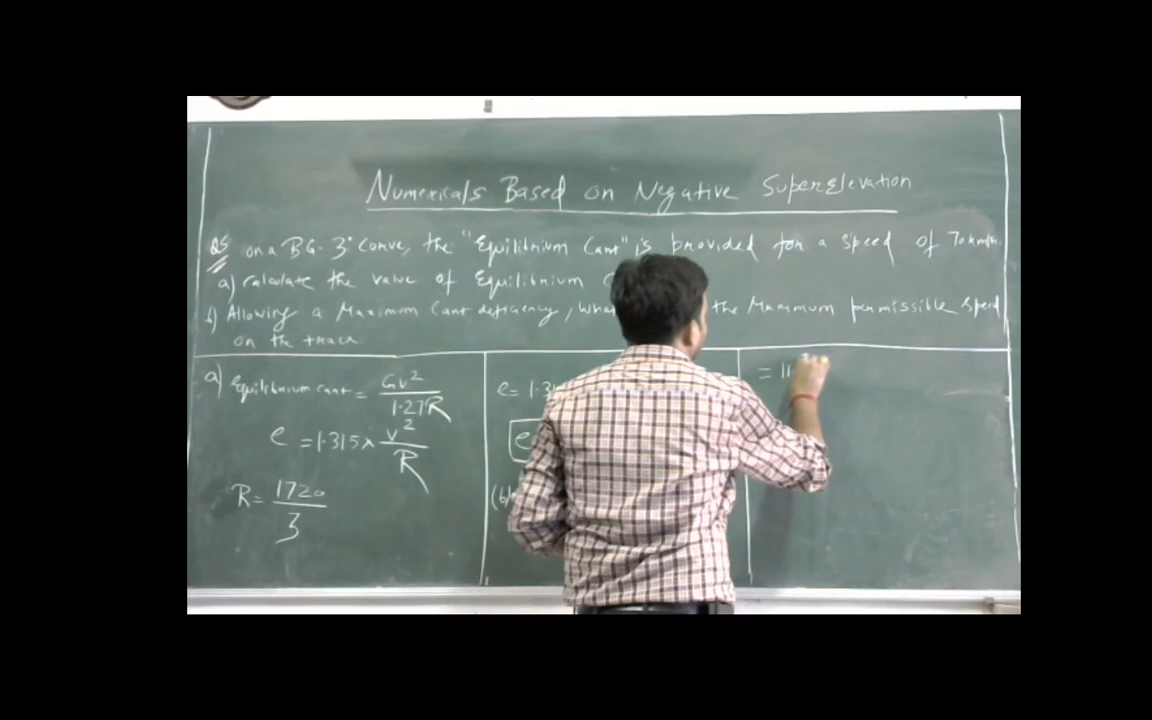 Numericals Based on Negative Superelevation
Q5 on a B.G. 3° Curve, the "Equilibrium Cant" is provided for a speed of 70 kmph.
a) Calculate the value of Equilibrium
b) Allowing a Maximum Cant deficiency, the Maximum permissible speed
on the track
a) Equilibrium cant = Gv²/1.27R
e = 1.315 x v²/R
R = 1720/3
e = 1.3
e
(b)
= 11